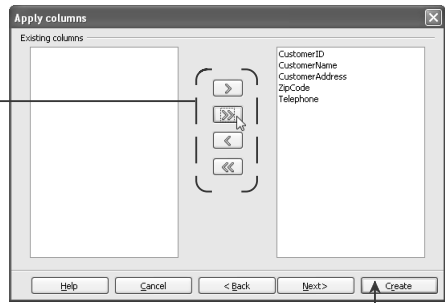 Apply columns
Existing columns
CustomerID
CustomerName
CustomerAddress
ZipCode
Telephone
>
>>
<
<<
Help Cancel < Back Next> Create